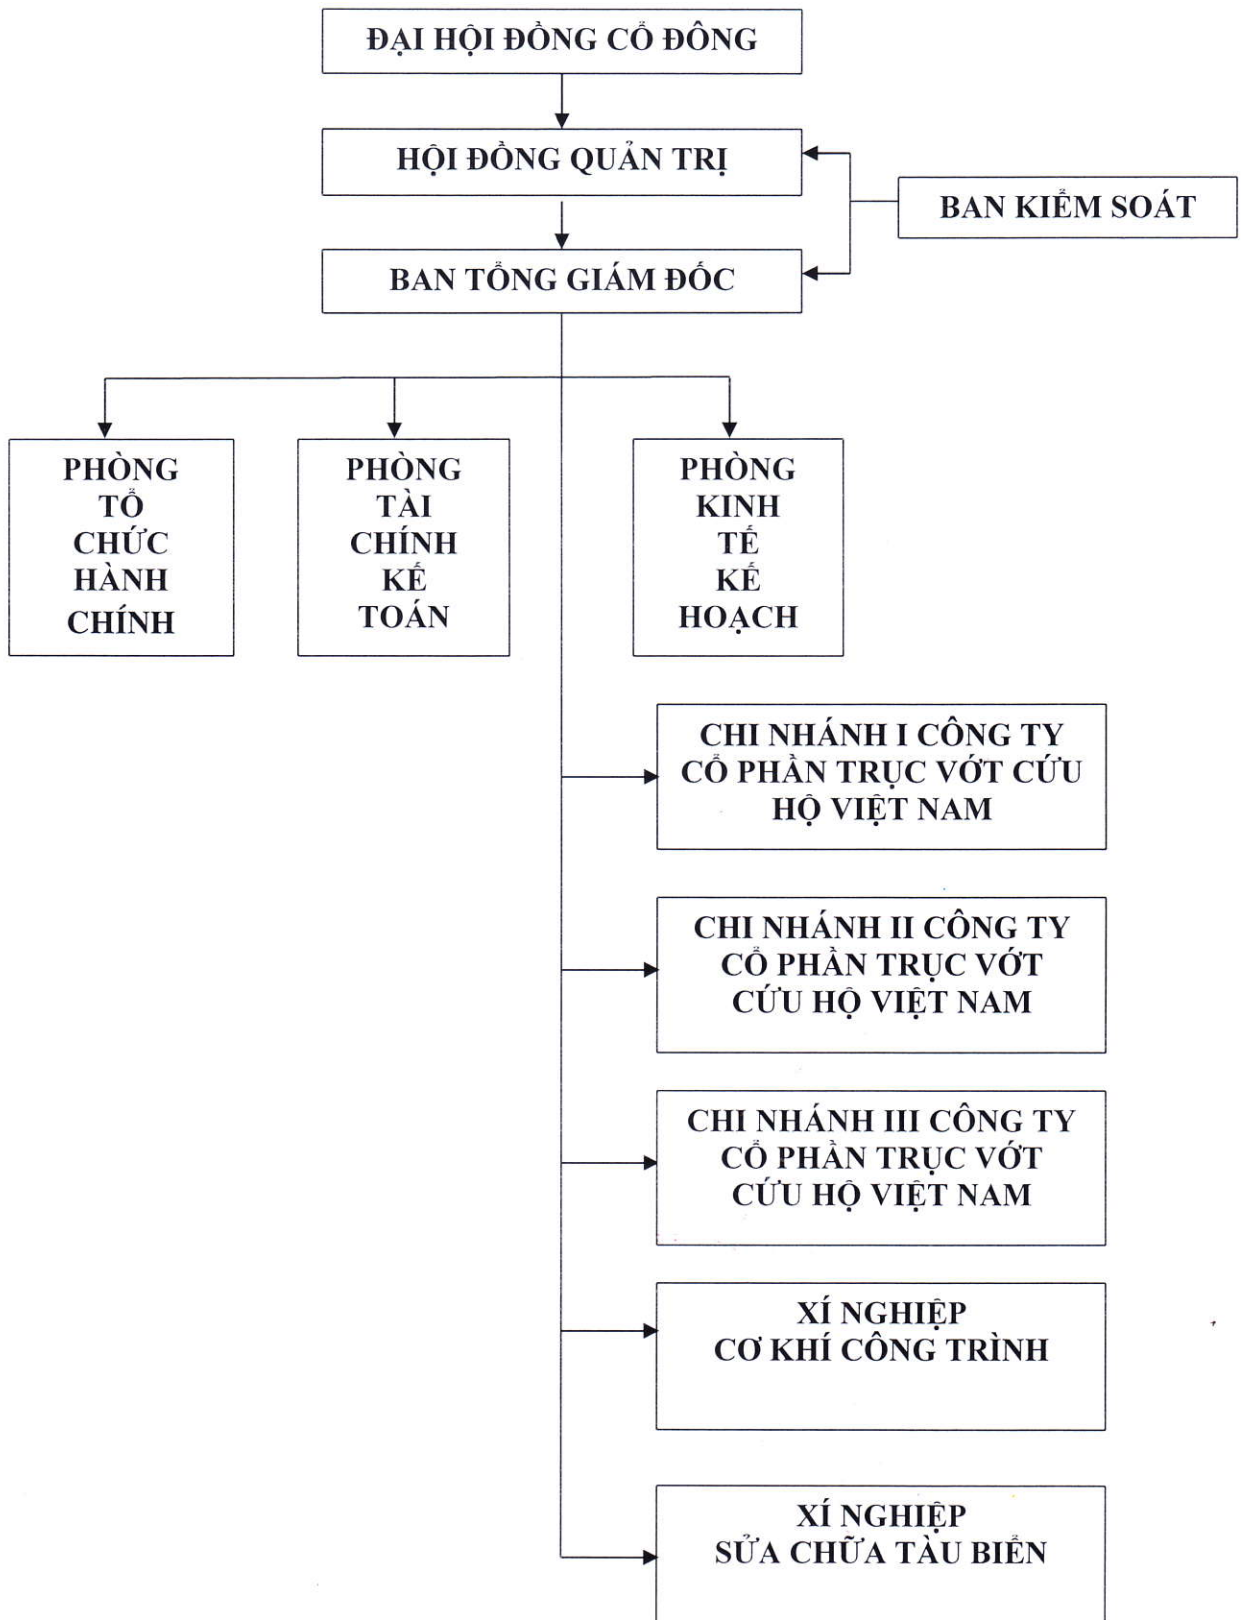 ĐẠI HỘI ĐỒNG CỔ ĐÔNG
HỘI ĐỒNG QUẢN TRỊ
BAN KIỂM SOÁT
BAN TỔNG GIÁM ĐỐC
PHÒNG
TỔ
CHỨC
HÀNH
CHÍNH
PHÒNG
TÀI
CHÍNH
KẾ
TOÁN
PHÒNG
KINH
TẾ
KẾ
HOẠCH
CHI NHÁNH I CÔNG TY
CỔ PHẦN TRỤC VỚT CỨU
HỘ VIỆT NAM
CHI NHÁNH II CÔNG TY
CỔ PHẦN TRỤC VỚT
CỨU HỘ VIỆT NAM
CHI NHÁNH III CÔNG TY
CỔ PHẦN TRỤC VỚT
CỨU HỘ VIỆT NAM
XÍ NGHIỆP
CƠ KHÍ CÔNG TRÌNH
XÍ NGHIỆP
SỬA CHỮA TÀU BIỂN